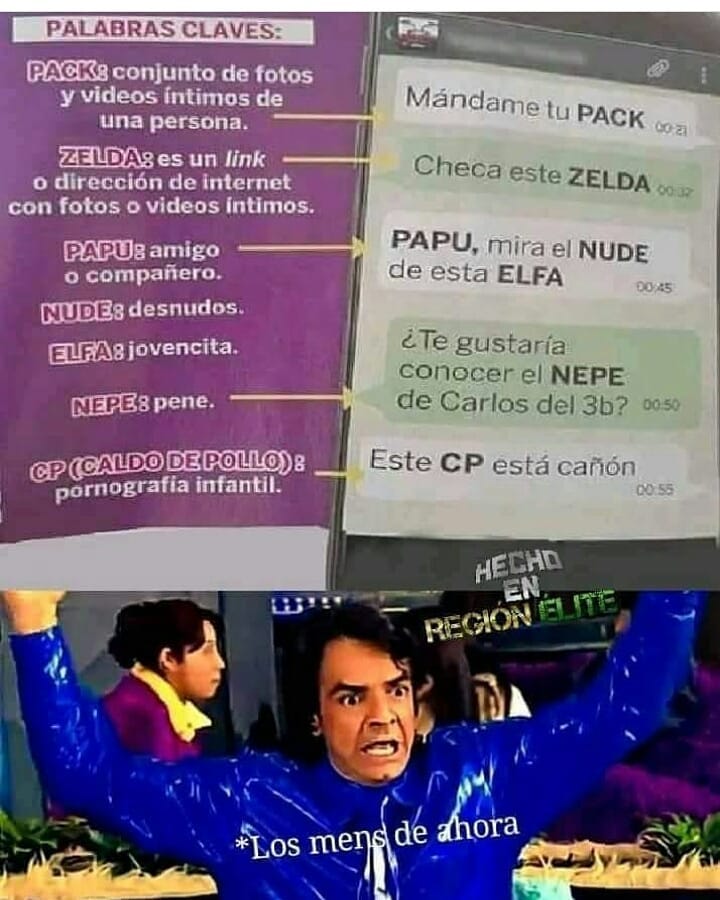 PALABRAS CLAVES:
PACK: conjunto de fotos
y videos íntimos de
una persona.
ZELDA: es un link
o dirección de internet
con fotos o videos íntimos.
PAPU: amigo
o compañero.
NUDE: desnudos.
ELFA: jovencita.
NEPE: pene.
CP (CALDO DE POLLO):
pornografía infantil.
Mándame tu PACK 00:21
Checa este ZELDA 00:32
PAPU, mira el NUDE
de esta ELFA 00:45
¿Te gustaría
conocer el NEPE
de Carlos del 3b? 00:50
Este CP está cañón
00:55
HECHO
EN
REGIÓN ÉLITE
*Los mens de ahora